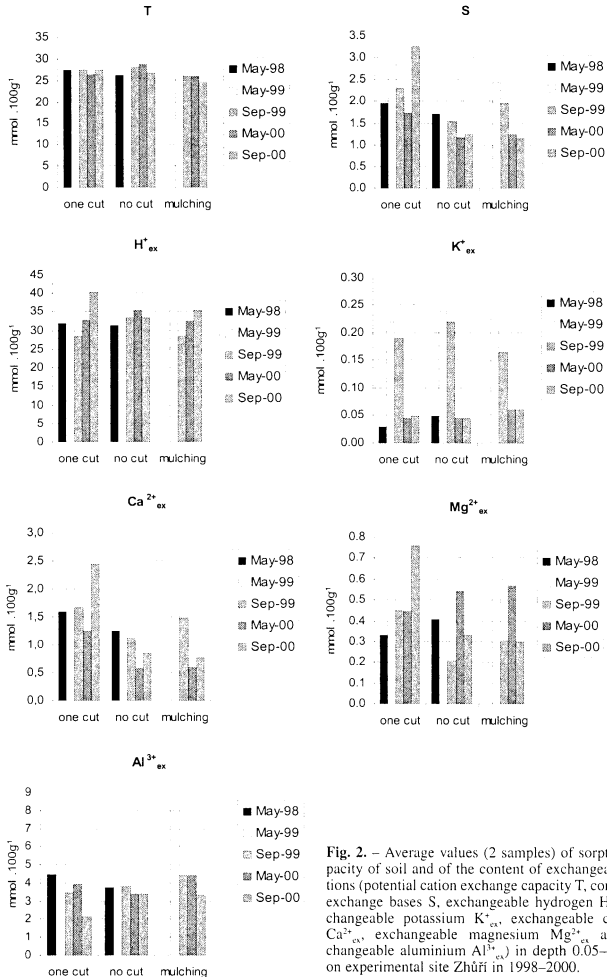 T
mmol .100g¹
35
30
25
20
15
10
5
0
one cut no cut mulching
May-98
May-99
Sep-99
May-00
Sep-00
S
mmol .100g¹
3.5
3.0
2.5
2.0
1.5
1.0
0.5
0.0
one cut no cut mulching
May-98
May-99
Sep-99
May-00
Sep-00
H⁺ex
mmol .100g¹
45
40
35
30
25
20
15
10
5
0
one cut no cut mulching
May-98
May-99
Sep-99
May-00
Sep-00
K⁺ex
mmol .100g¹
0.30
0.25
0.20
0.15
0.10
0.05
0.00
one cut no cut mulching
May-98
May-99
Sep-99
May-00
Sep-00
Ca²⁺ex
mmol .100g¹
3,0
2,5
2,0
1,5
1,0
0,5
0,0
one cut no cut mulching
May-98
May-99
Sep-99
May-00
Sep-00
Mg²⁺ex
mmol .100g¹
0.8
0.7
0.6
0.5
0.4
0.3
0.2
0.1
0.0
one cut no cut mulching
May-98
May-99
Sep-99
May-00
Sep-00
Al³⁺ex
mmol .100g¹
9
8
7
6
5
4
3
2
1
0
one cut no cut mulching
May-98
May-99
Sep-99
May-00
Sep-00
Fig. 2. – Average values (2 samples) of sorpt
pacity of soil and of the content of exchangea
tions (potential cation exchange capacity T, con
exchange bases S, exchangeable hydrogen H
changeable potassium K⁺ex, exchangeable c
Ca²⁺ex, exchangeable magnesium Mg²⁺ex a
changeable aluminium Al³⁺ex) in depth 0.05–
on experimental site Zhůří in 1998–2000.